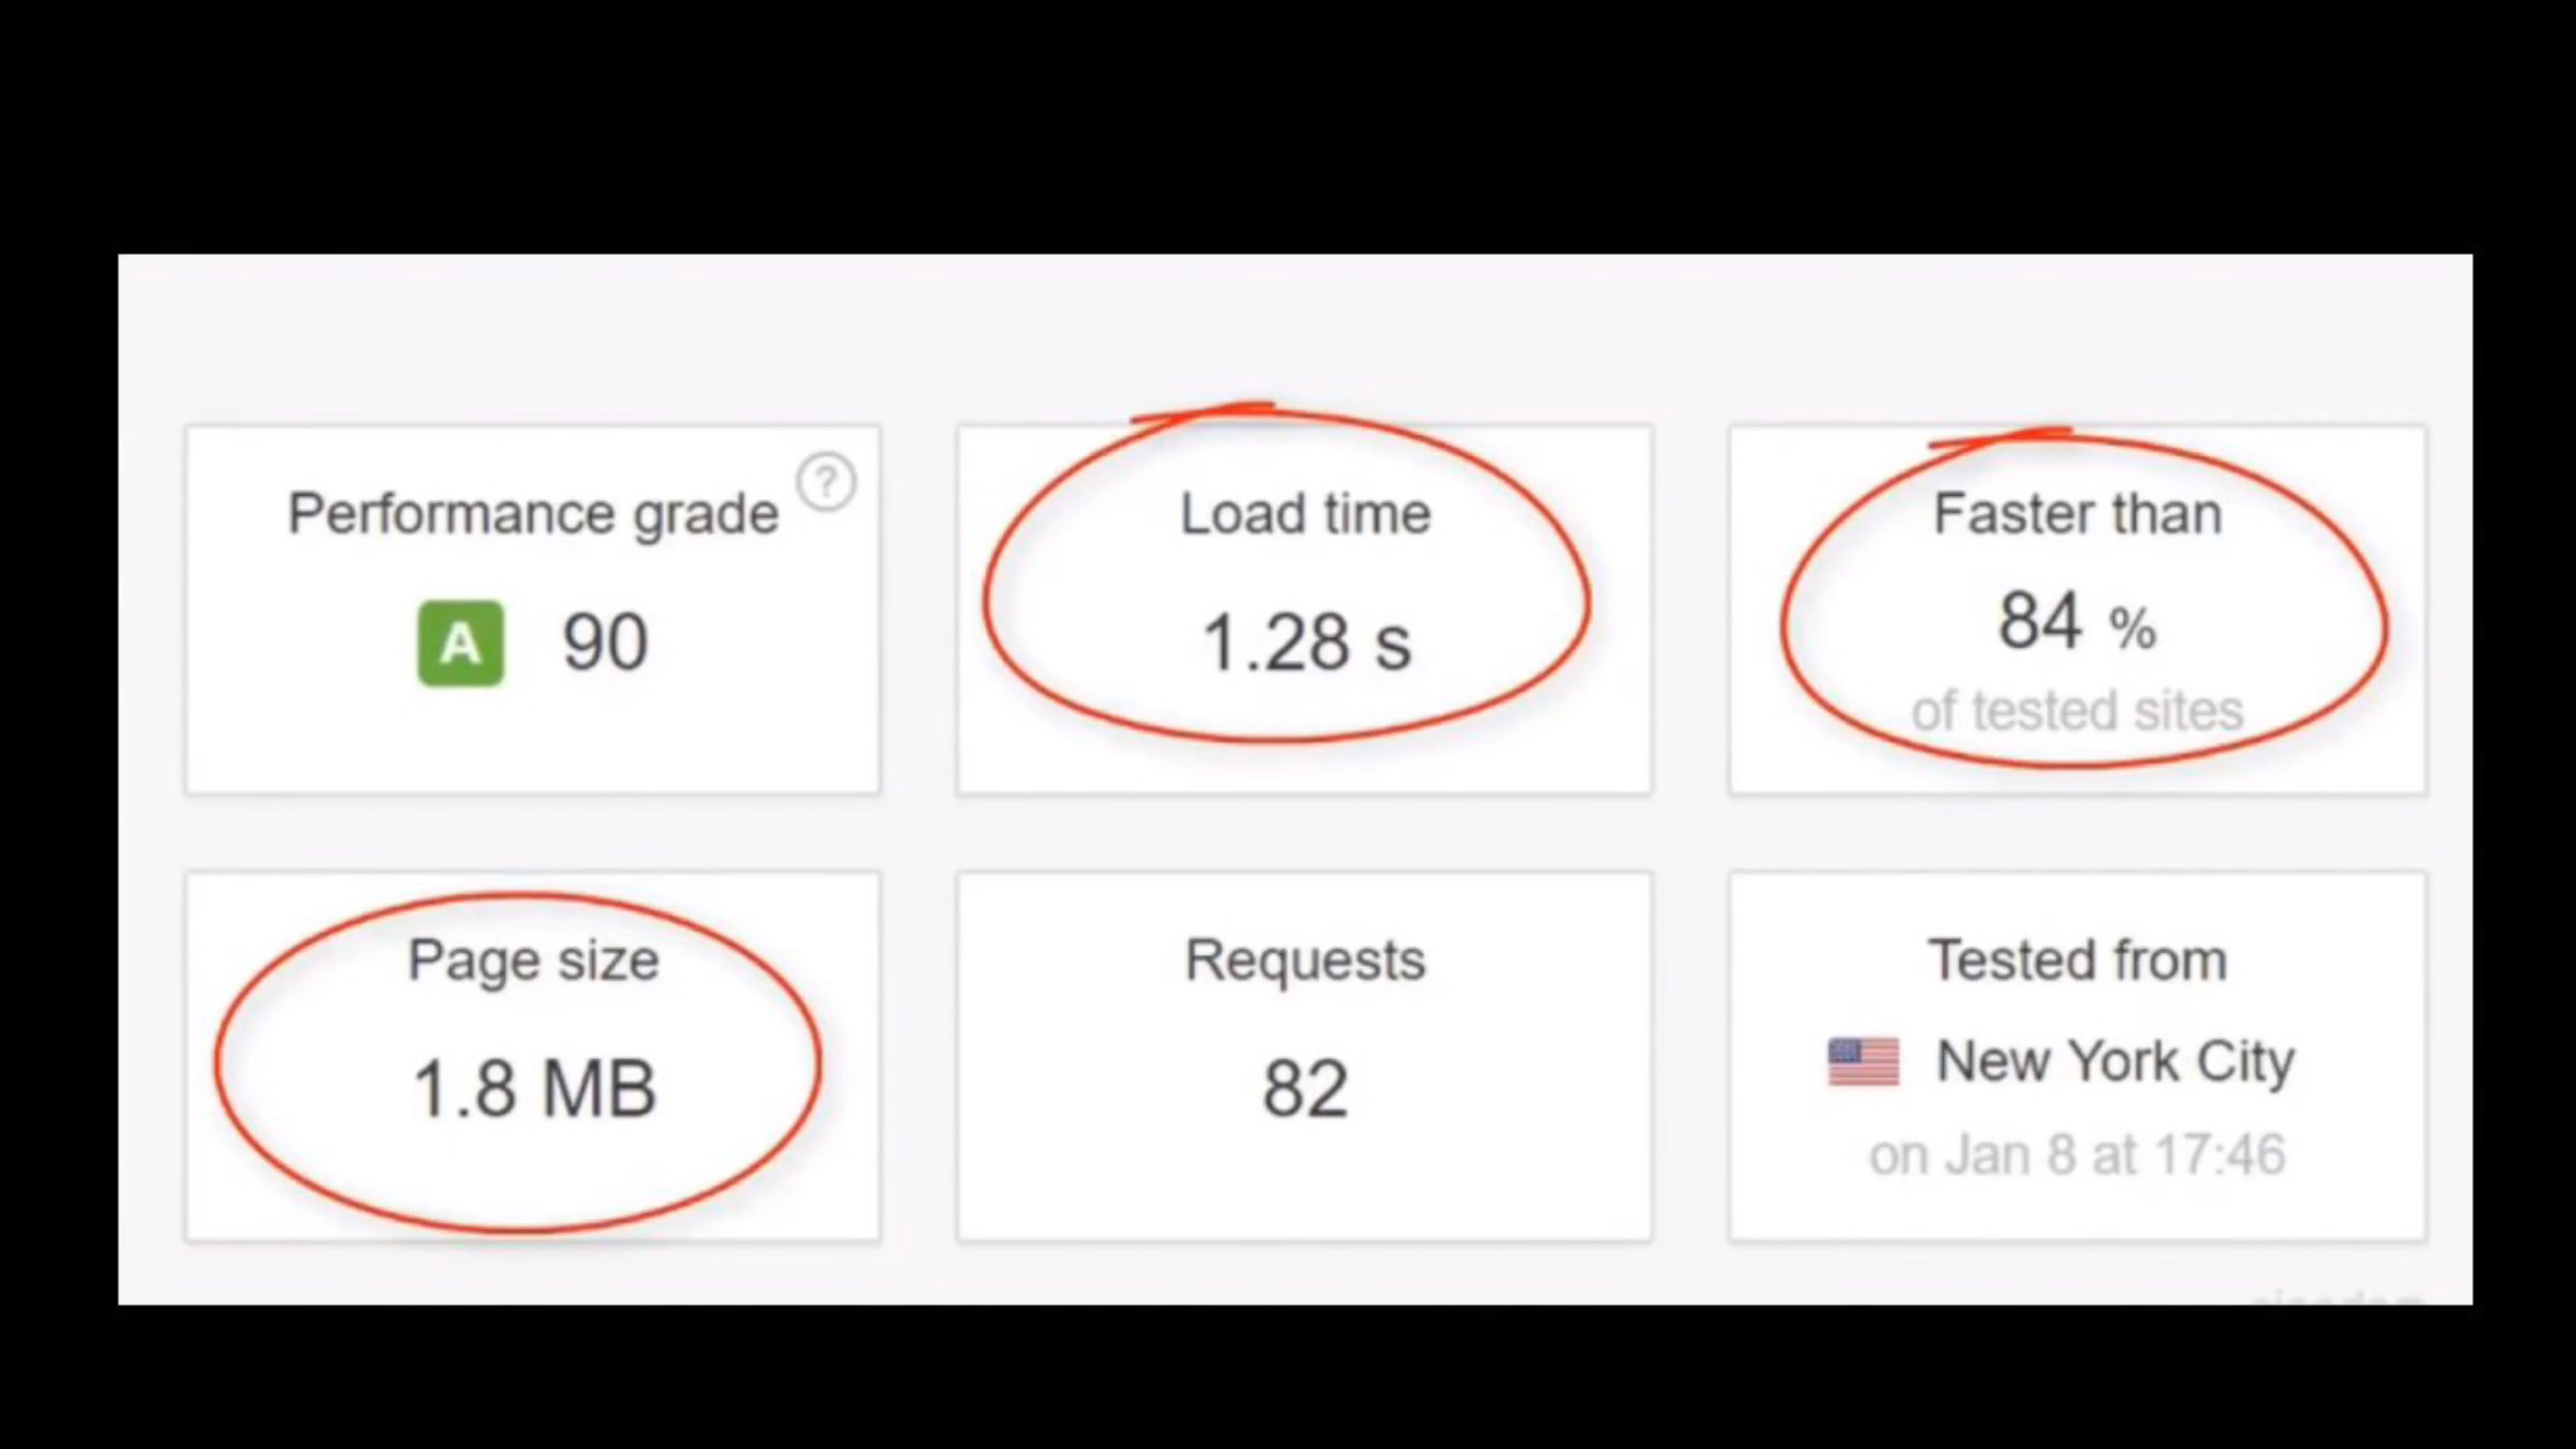 Performance grade
?
A 90
Load time
1.28 s
Faster than
84 %
of tested sites
Page size
1.8 MB
Requests
82
Tested from
New York City
on Jan 8 at 17:46